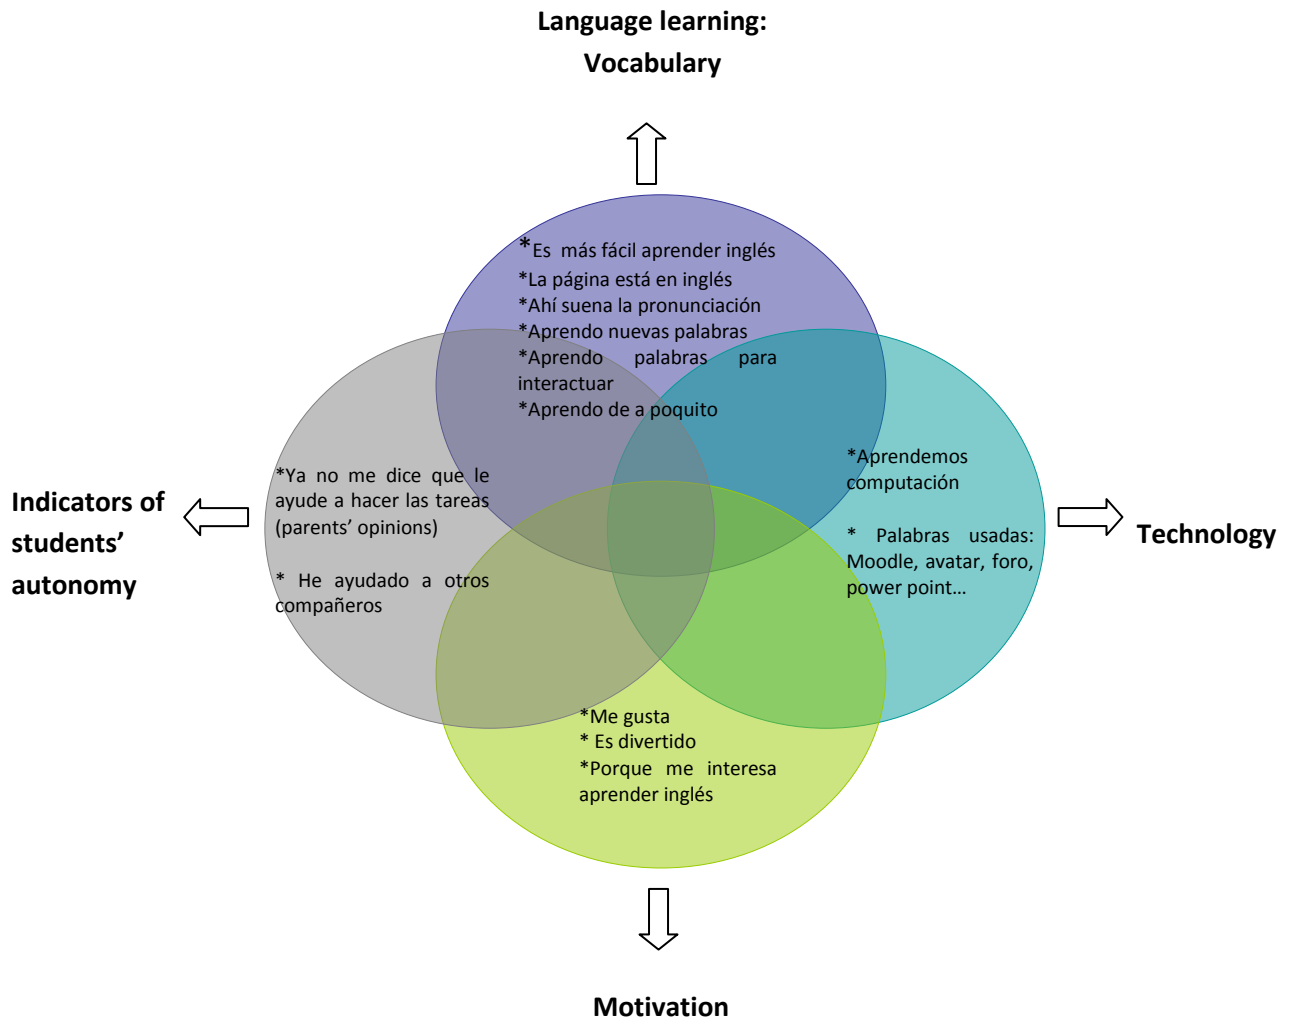 Language learning:
Vocabulary
*Es más fácil aprender inglés
*La página está en inglés
*Ahí suena la pronunciación
*Aprendo nuevas palabras
*Aprendo palabras para
interactuar
*Aprendo de a poquito
Indicators of
students’
autonomy
*Ya no me dice que le
ayude a hacer las tareas
(parents’ opinions)
* He ayudado a otros
compañeros
*Aprendemos
computación
* Palabras usadas:
Moodle, avatar, foro,
power point…
Technology
*Me gusta
* Es divertido
*Porque me interesa
aprender inglés
Motivation